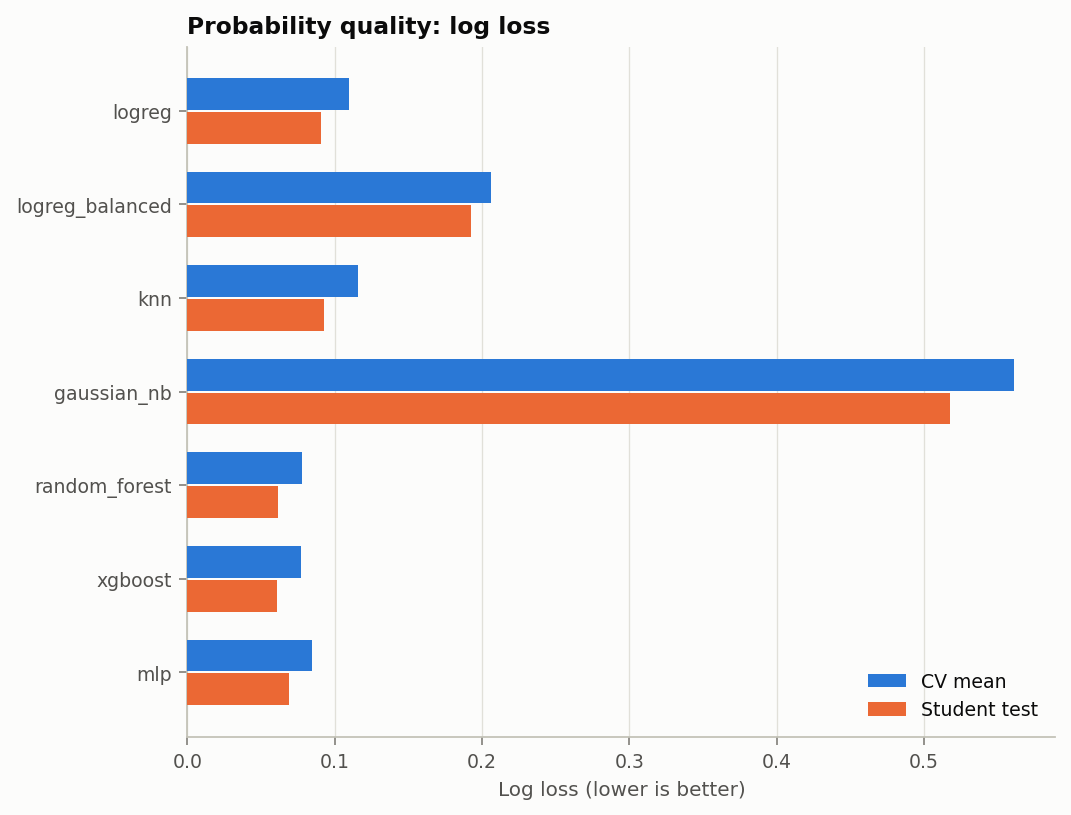 Probability quality: log loss
logreg
logreg_balanced
knn
gaussian_nb
random_forest
xgboost
mlp
CV mean
Student test
0.0 0.1 0.2 0.3 0.4 0.5
Log loss (lower is better)